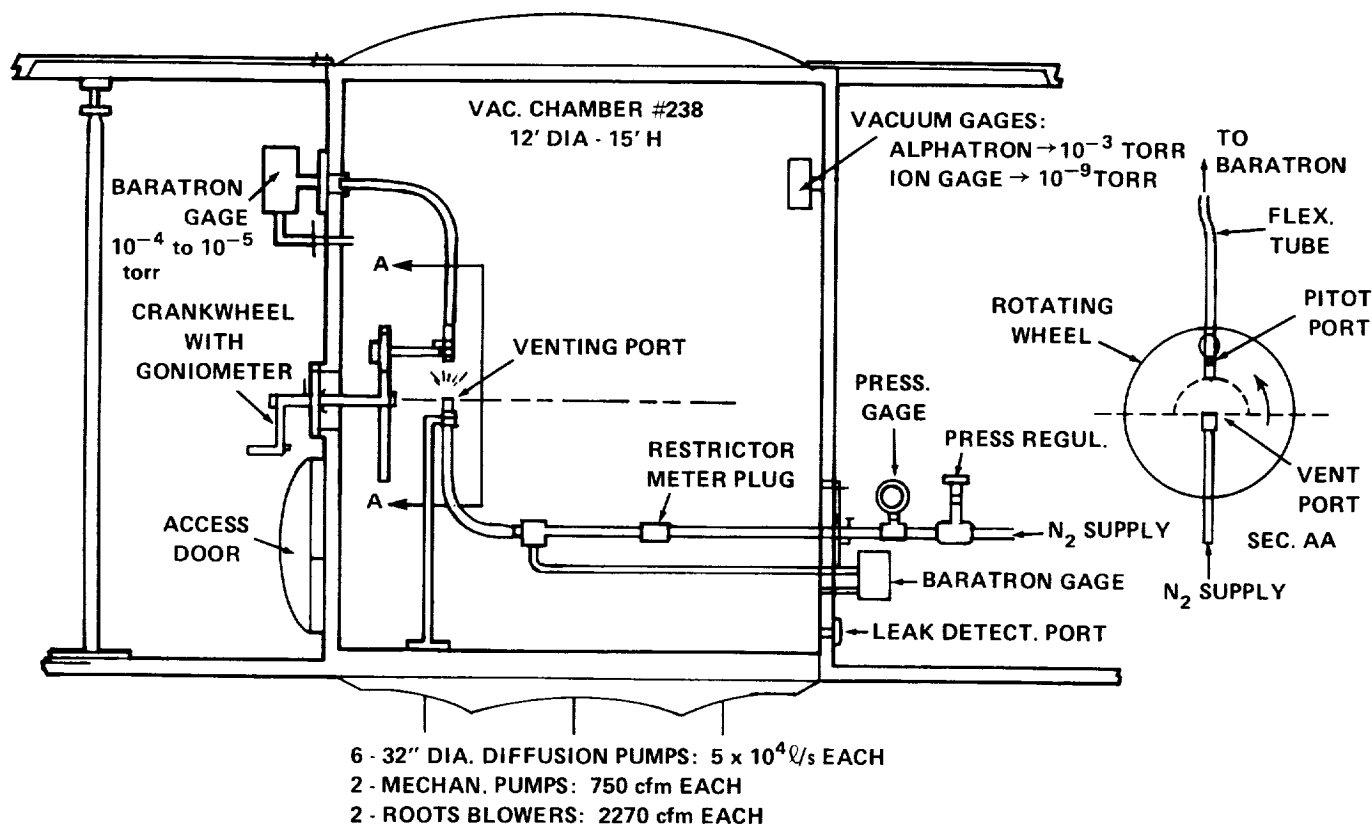 VAC. CHAMBER #238
12' DIA - 15' H
BARATRON
GAGE
10⁻⁴ to 10⁻⁵
torr
VACUUM GAGES:
ALPHATRON → 10⁻³ TORR
ION GAGE → 10⁻⁹ TORR
TO
BARATRON
FLEX.
TUBE
ROTATING
WHEEL
PITOT
PORT
A
CRANKWHEEL
WITH
GONIOMETER
VENTING PORT
PRESS.
GAGE
PRESS REGUL.
RESTRICTOR
METER PLUG
VENT
PORT
A
ACCESS
DOOR
N₂ SUPPLY
SEC. AA
BARATRON GAGE
N₂ SUPPLY
LEAK DETECT. PORT
6 - 32" DIA. DIFFUSION PUMPS: 5 x 10⁴ ℓ/s EACH
2 - MECHAN. PUMPS: 750 cfm EACH
2 - ROOTS BLOWERS: 2270 cfm EACH